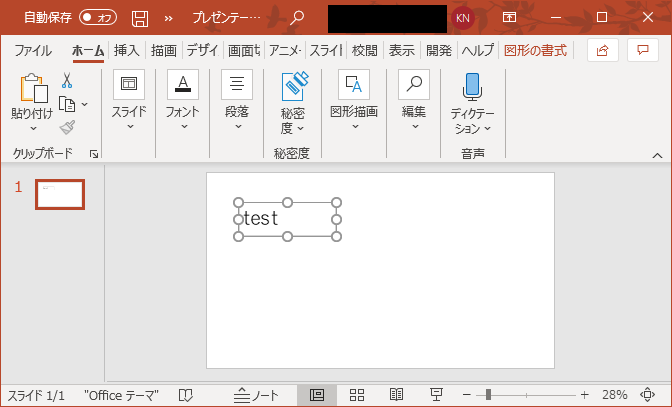 自動保存 オフ » プレゼンテー... KN
ファイル ホーム 挿入 描画 デザイ 画面切 アニメー スライド 校閲 表示 開発 ヘルプ 図形の書式
貼り付け スライド フォント 段落 秘密度 図形描画 編集 ディクテーション
クリップボード 秘密度 音声
1
test
スライド 1/1 "Office テーマ" ノート 28%